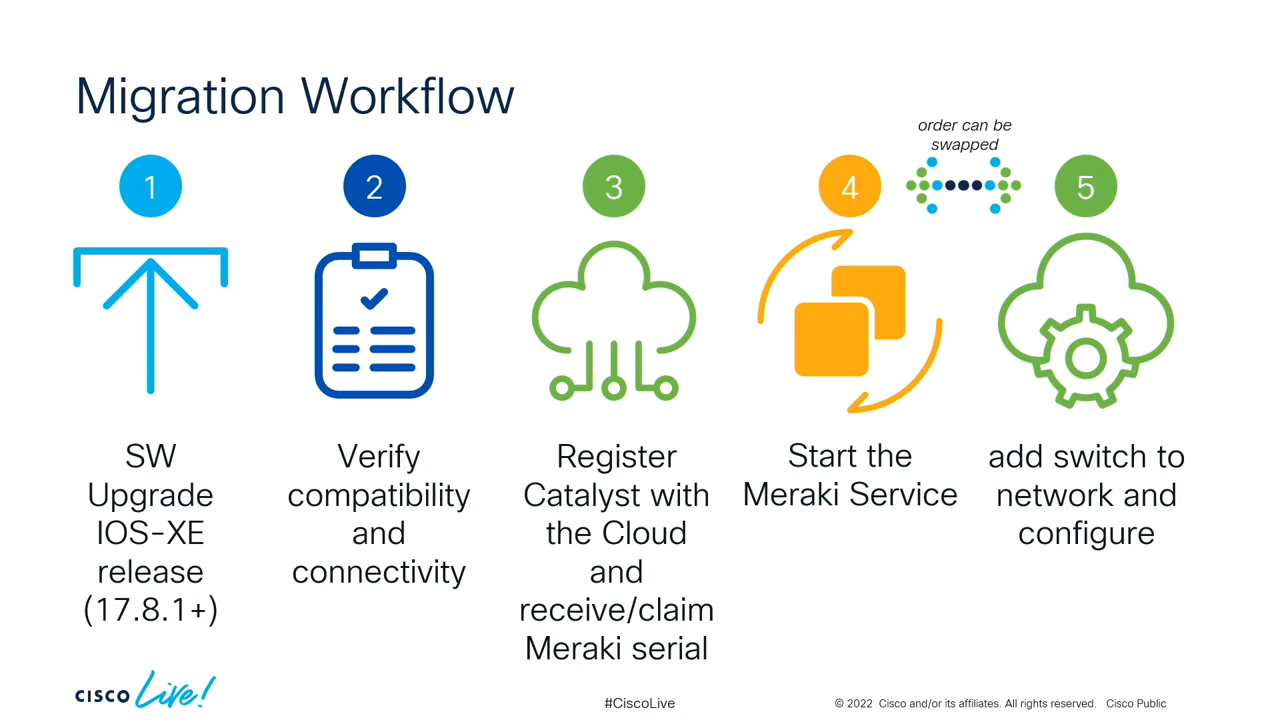 Migration Workflow
order can be
swapped
1
2
3
4
5
SW
Upgrade
IOS-XE
release
(17.8.1+)
Verify
compatibility
and
connectivity
Register
Catalyst with
the Cloud
and
receive/claim
Meraki serial
Start the
Meraki Service
add switch to
network and
configure
CISCO Live!
#CiscoLive
© 2022 Cisco and/or its affiliates. All rights reserved. Cisco Public